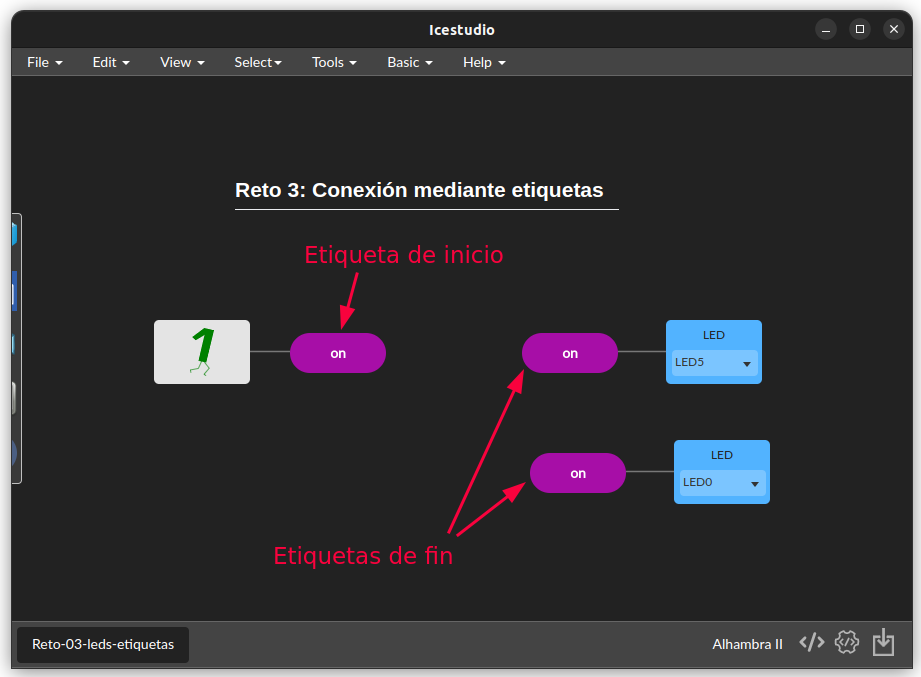 Icestudio
File Edit View Select Tools Basic Help
Reto 3: Conexión mediante etiquetas
Etiqueta de inicio
1
on
on
LED
LED5
on
LED
LED0
Etiquetas de fin
Reto-03-leds-etiquetas
Alhambra II